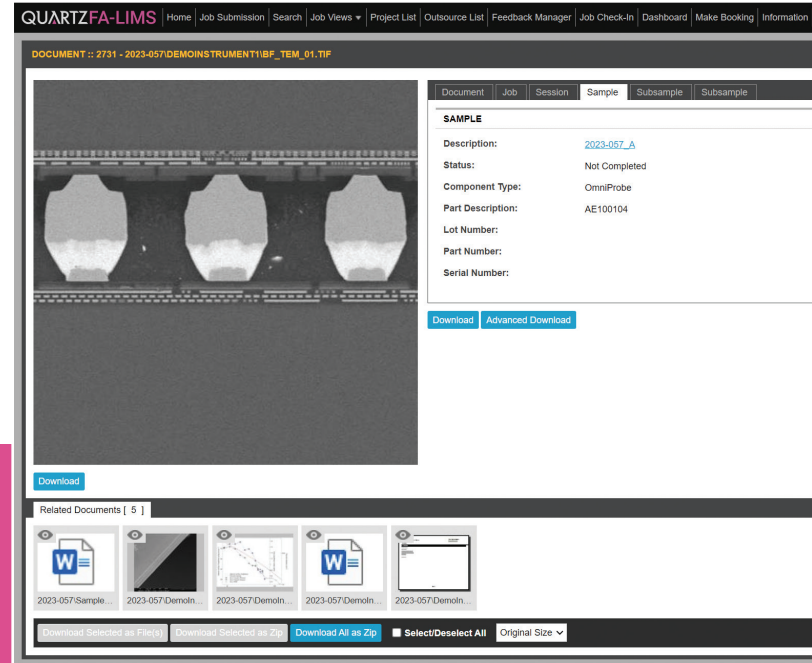 QUARTZFA-LIMS Home Job Submission Search Job Views Project List Outsource List Feedback Manager Job Check-In Dashboard Make Booking Information
DOCUMENT :: 2731 - 2023-057\DEMOINSTRUMENT1\BF_TEM_01.TIF
Document Job Session Sample Subsample Subsample
SAMPLE
Description: 2023-057_A
Status: Not Completed
Component Type: OmniProbe
Part Description: AE100104
Lot Number:
Part Number:
Serial Number:
Download Advanced Download
Download
Related Documents [ 5 ]
W W
2023-057\Sample... 2023-057\DemoIn... 2023-057\DemoIn... 2023-057\DemoIn... 2023-057\DemoIn...
Download Selected as File(s) Download Selected as Zip Download All as Zip Select/Deselect All Original Size